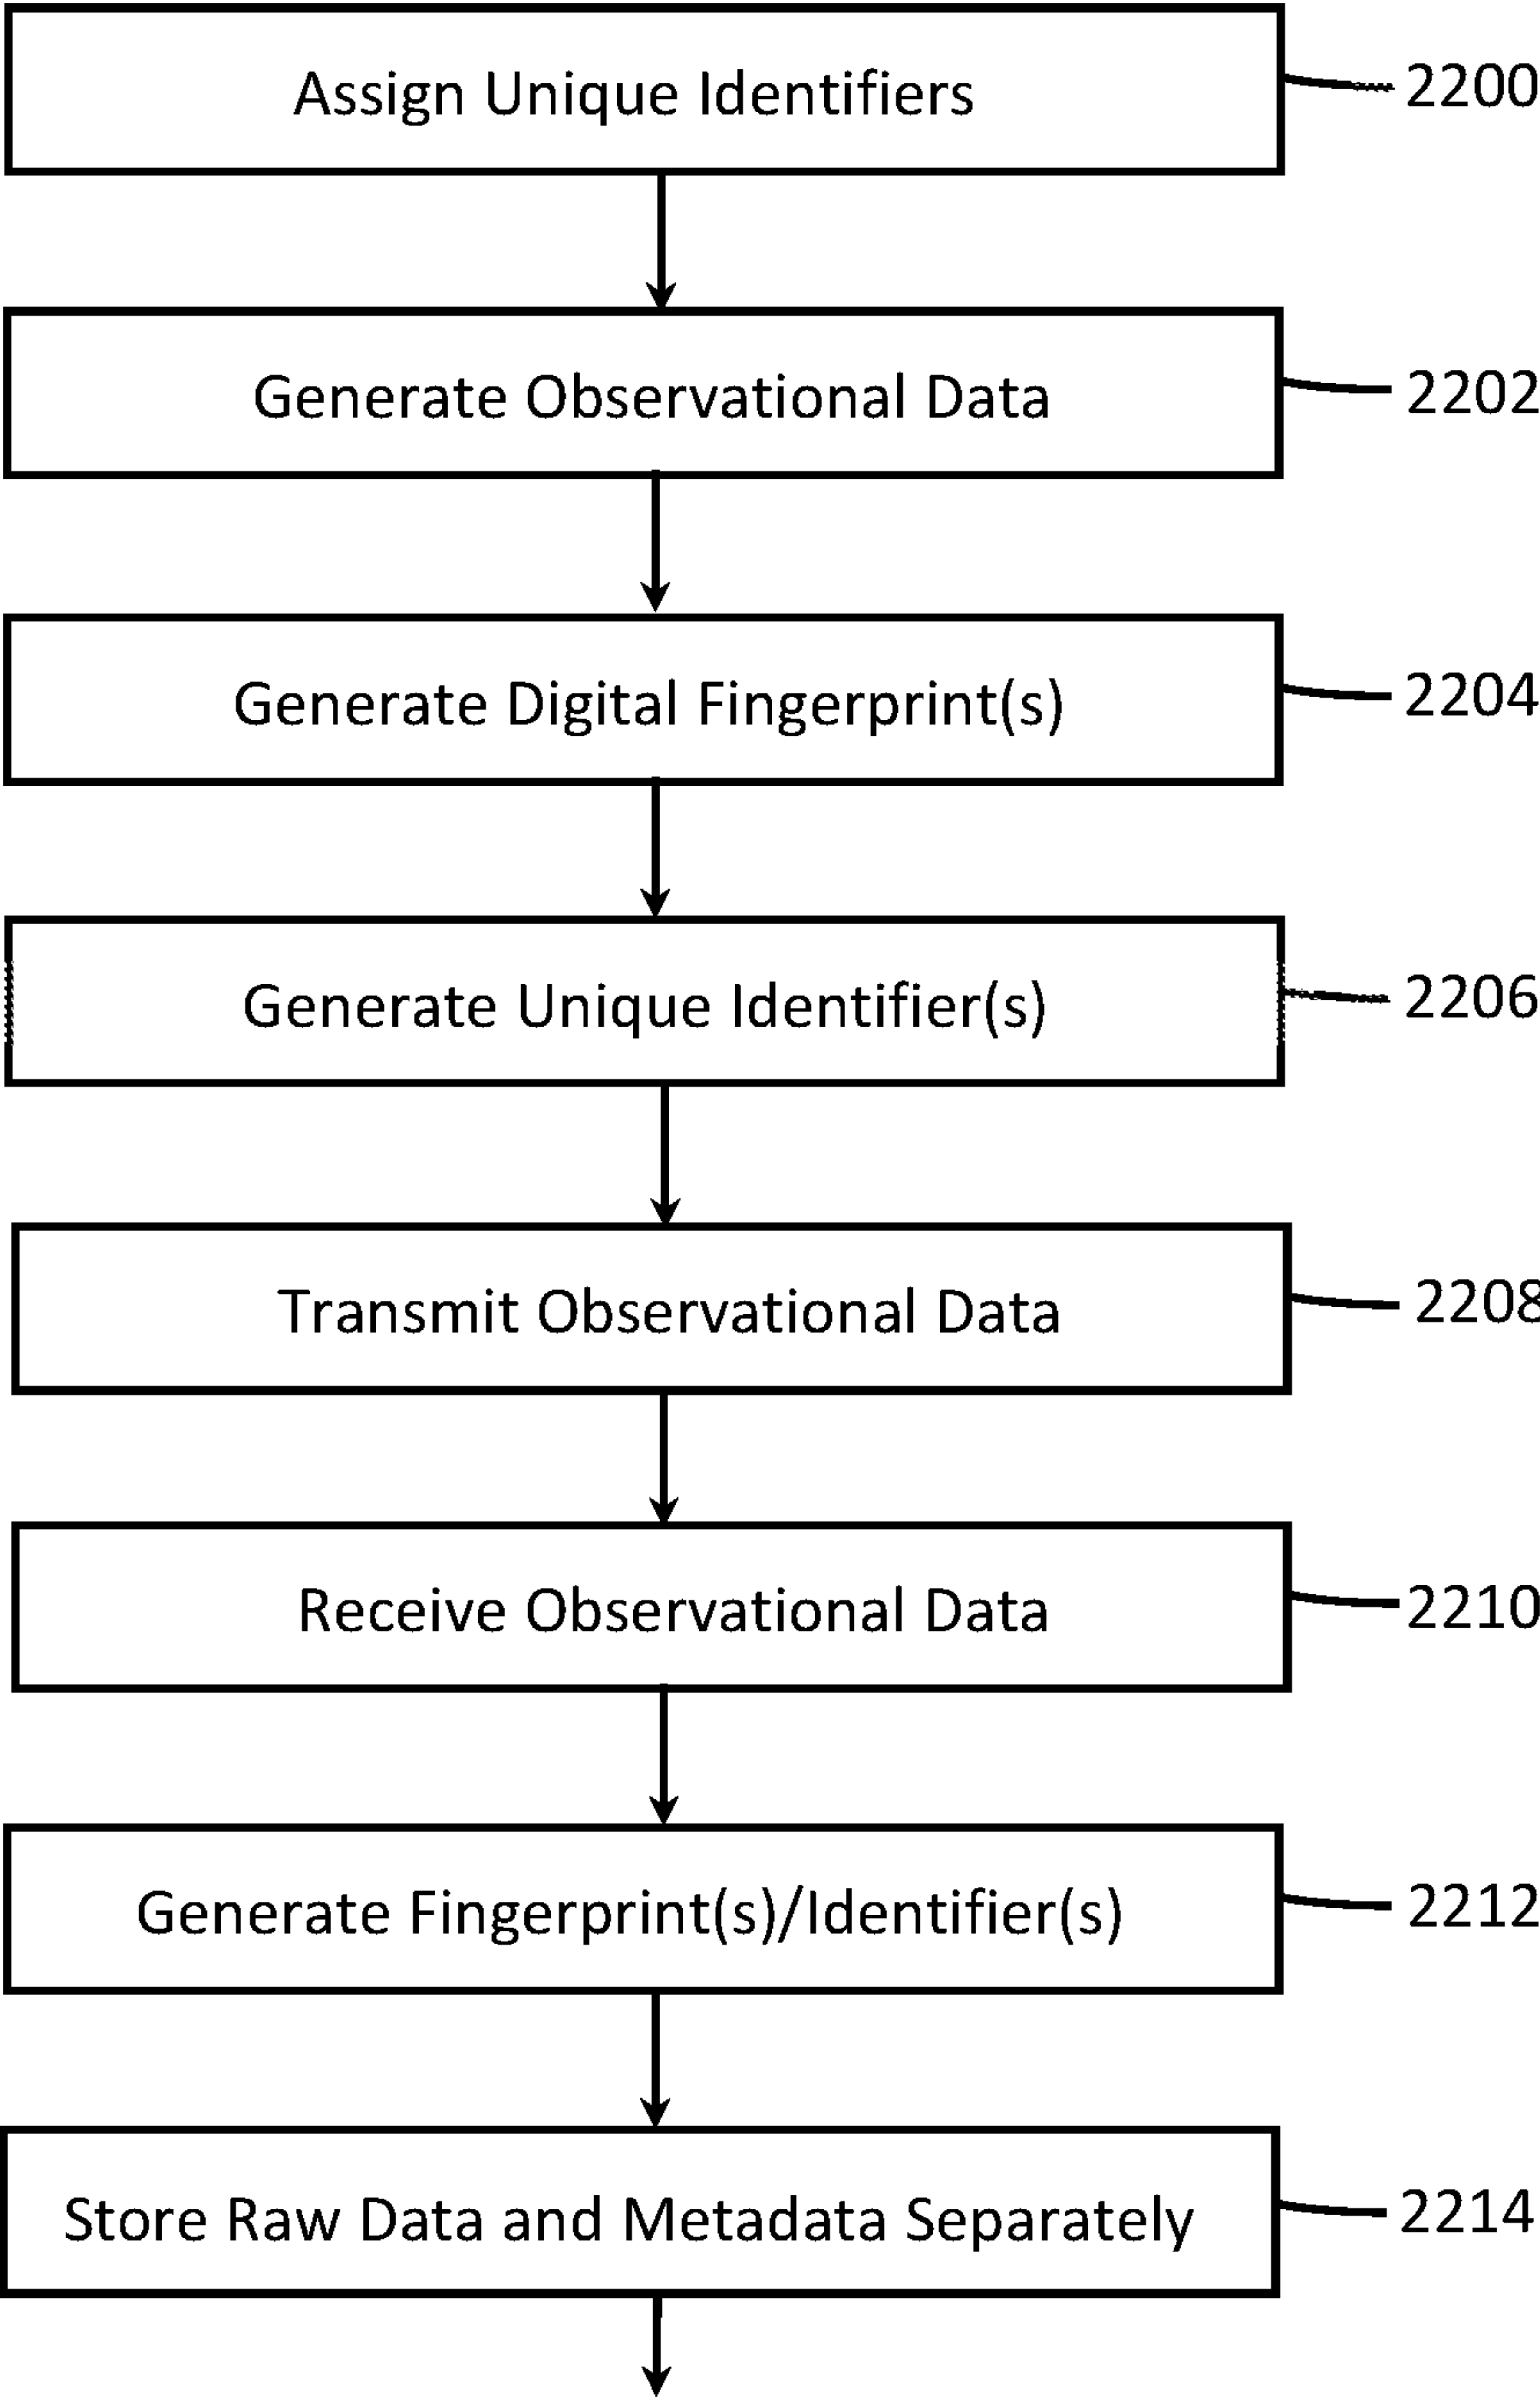 Assign Unique Identifiers 2200
Generate Observational Data 2202
Generate Digital Fingerprint(s) 2204
Generate Unique Identifier(s) 2206
Transmit Observational Data 2208
Receive Observational Data 2210
Generate Fingerprint(s)/Identifier(s) 2212
Store Raw Data and Metadata Separately 2214